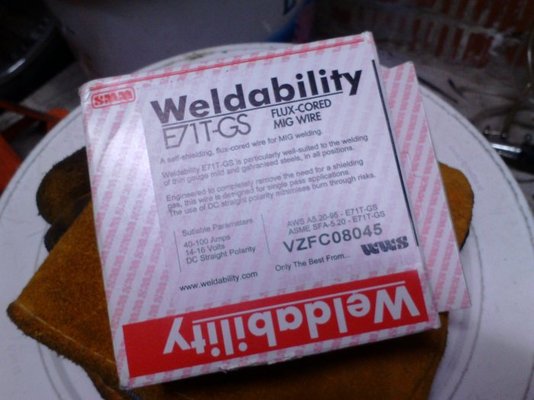 SWP
Weldability
E71T-GS
FLUX-CORED
MIG WIRE
A self-shielding, flux-cored wire for MIG welding.
Weldability E71T-GS is particularly well-suited to the welding
of thin gauge mild and galvanised steels, in all positions.
Engineered to completely remove the need for a shielding
gas, this wire is designed for single pass applications.
The use of DC straight polarity minimises burn through risks.
Suitable Parameters
40-100 Amps
14-16 Volts
DC Straight Polarity
AWS A5.20-95 - E71T-GS
ASME SFA-5.20 - E71T-GS
VZFC08045
www.weldability.com
Only The Best From...
WWS
Weldability